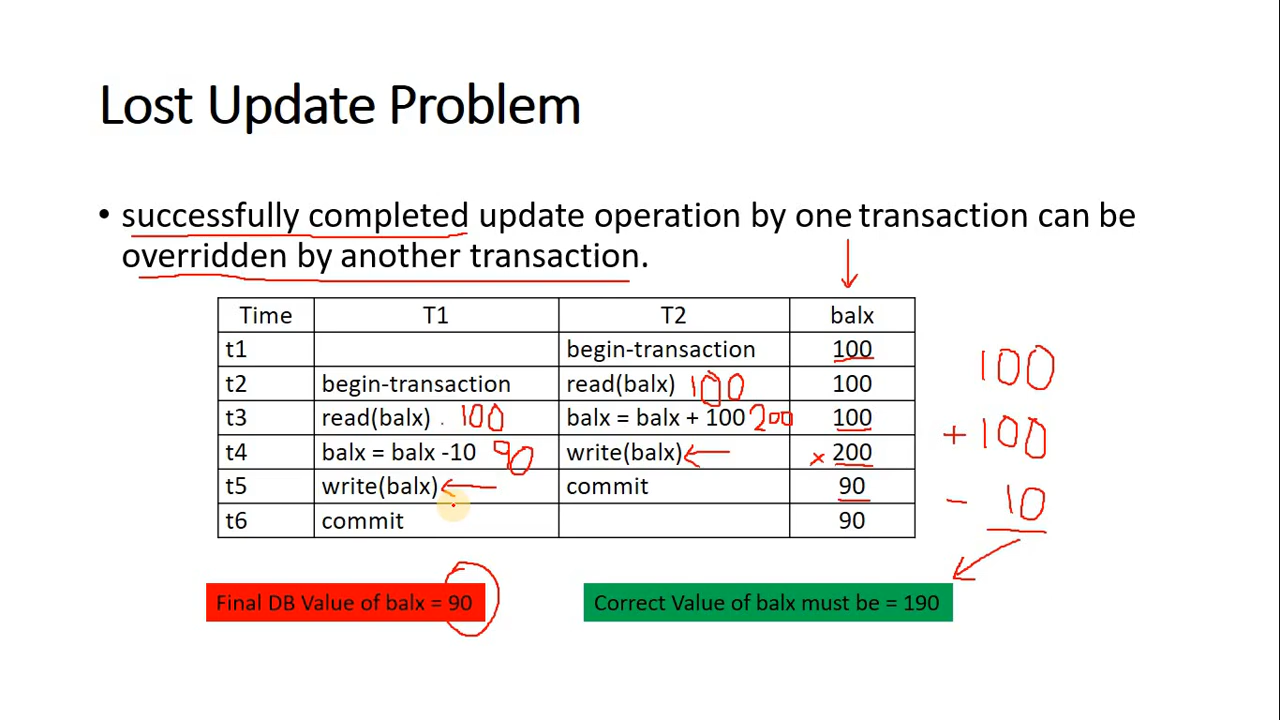 Lost Update Problem
• successfully completed update operation by one transaction can be
overridden by another transaction.
Time T1 T2 balx
t1 begin-transaction 100
t2 begin-transaction read(balx) 100 100
t3 read(balx) 100 balx = balx + 100 200 100
t4 balx = balx -10 90 write(balx) x 200
t5 write(balx) commit 90
t6 commit 90
100
+ 100
- 10
Final DB Value of balx = 90
Correct Value of balx must be = 190